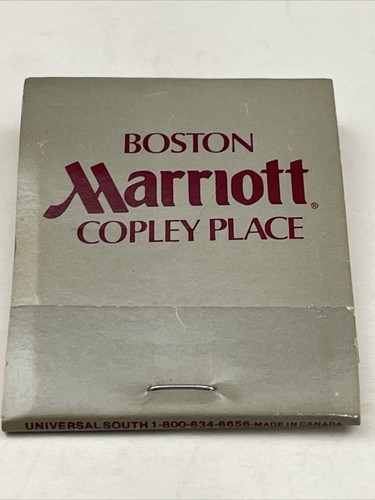 BOSTON
Marriott®
COPLEY PLACE
UNIVERSAL SOUTH 1-800-634-6656-MADE IN CANADA